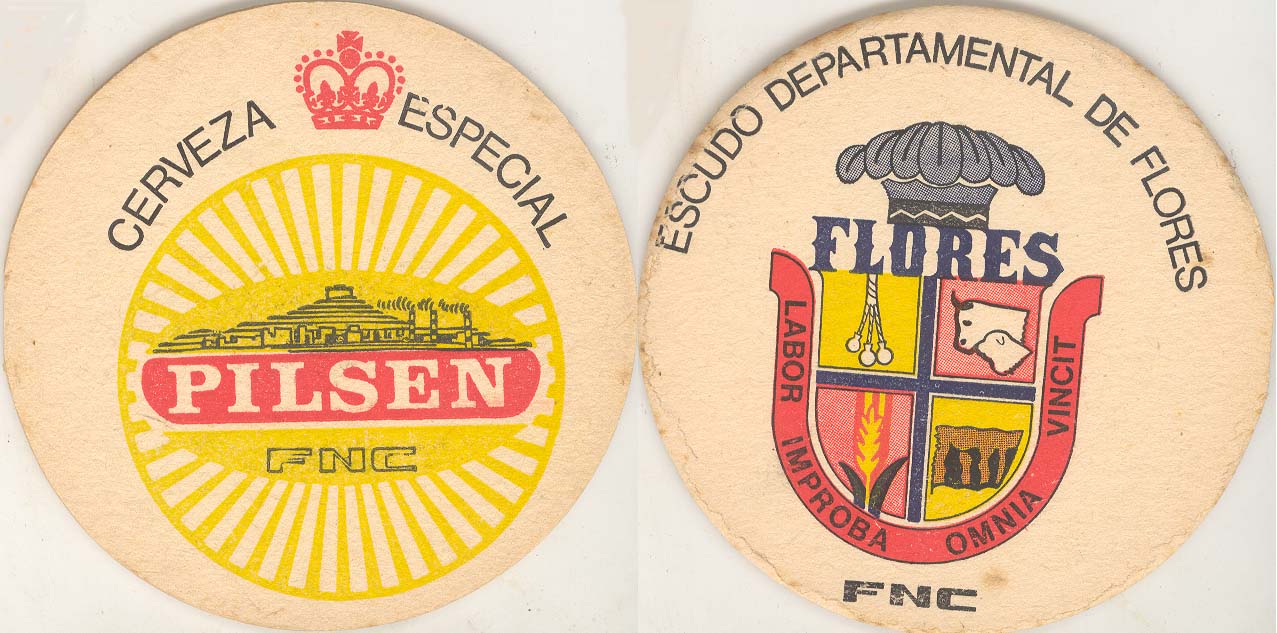 CERVEZA ESPECIAL
PILSEN
FNC
ESCUDO DEPARTAMENTAL DE FLORES
FLORES
LABOR IMPROBA OMNIA VINCIT
FNC